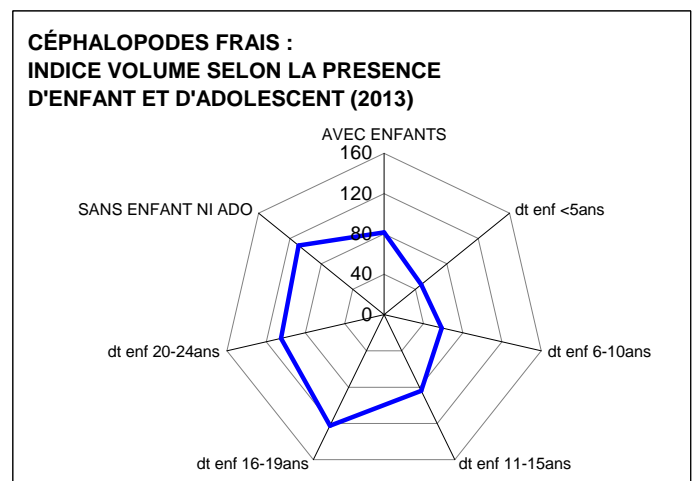 CÉPHALOPODES FRAIS :
INDICE VOLUME SELON LA PRESENCE
D'ENFANT ET D'ADOLESCENT (2013)
AVEC ENFANTS
160
120
SANS ENFANT NI ADO
dt enf <5ans
80
40
0
dt enf 20-24ans
dt enf 6-10ans
dt enf 16-19ans
dt enf 11-15ans